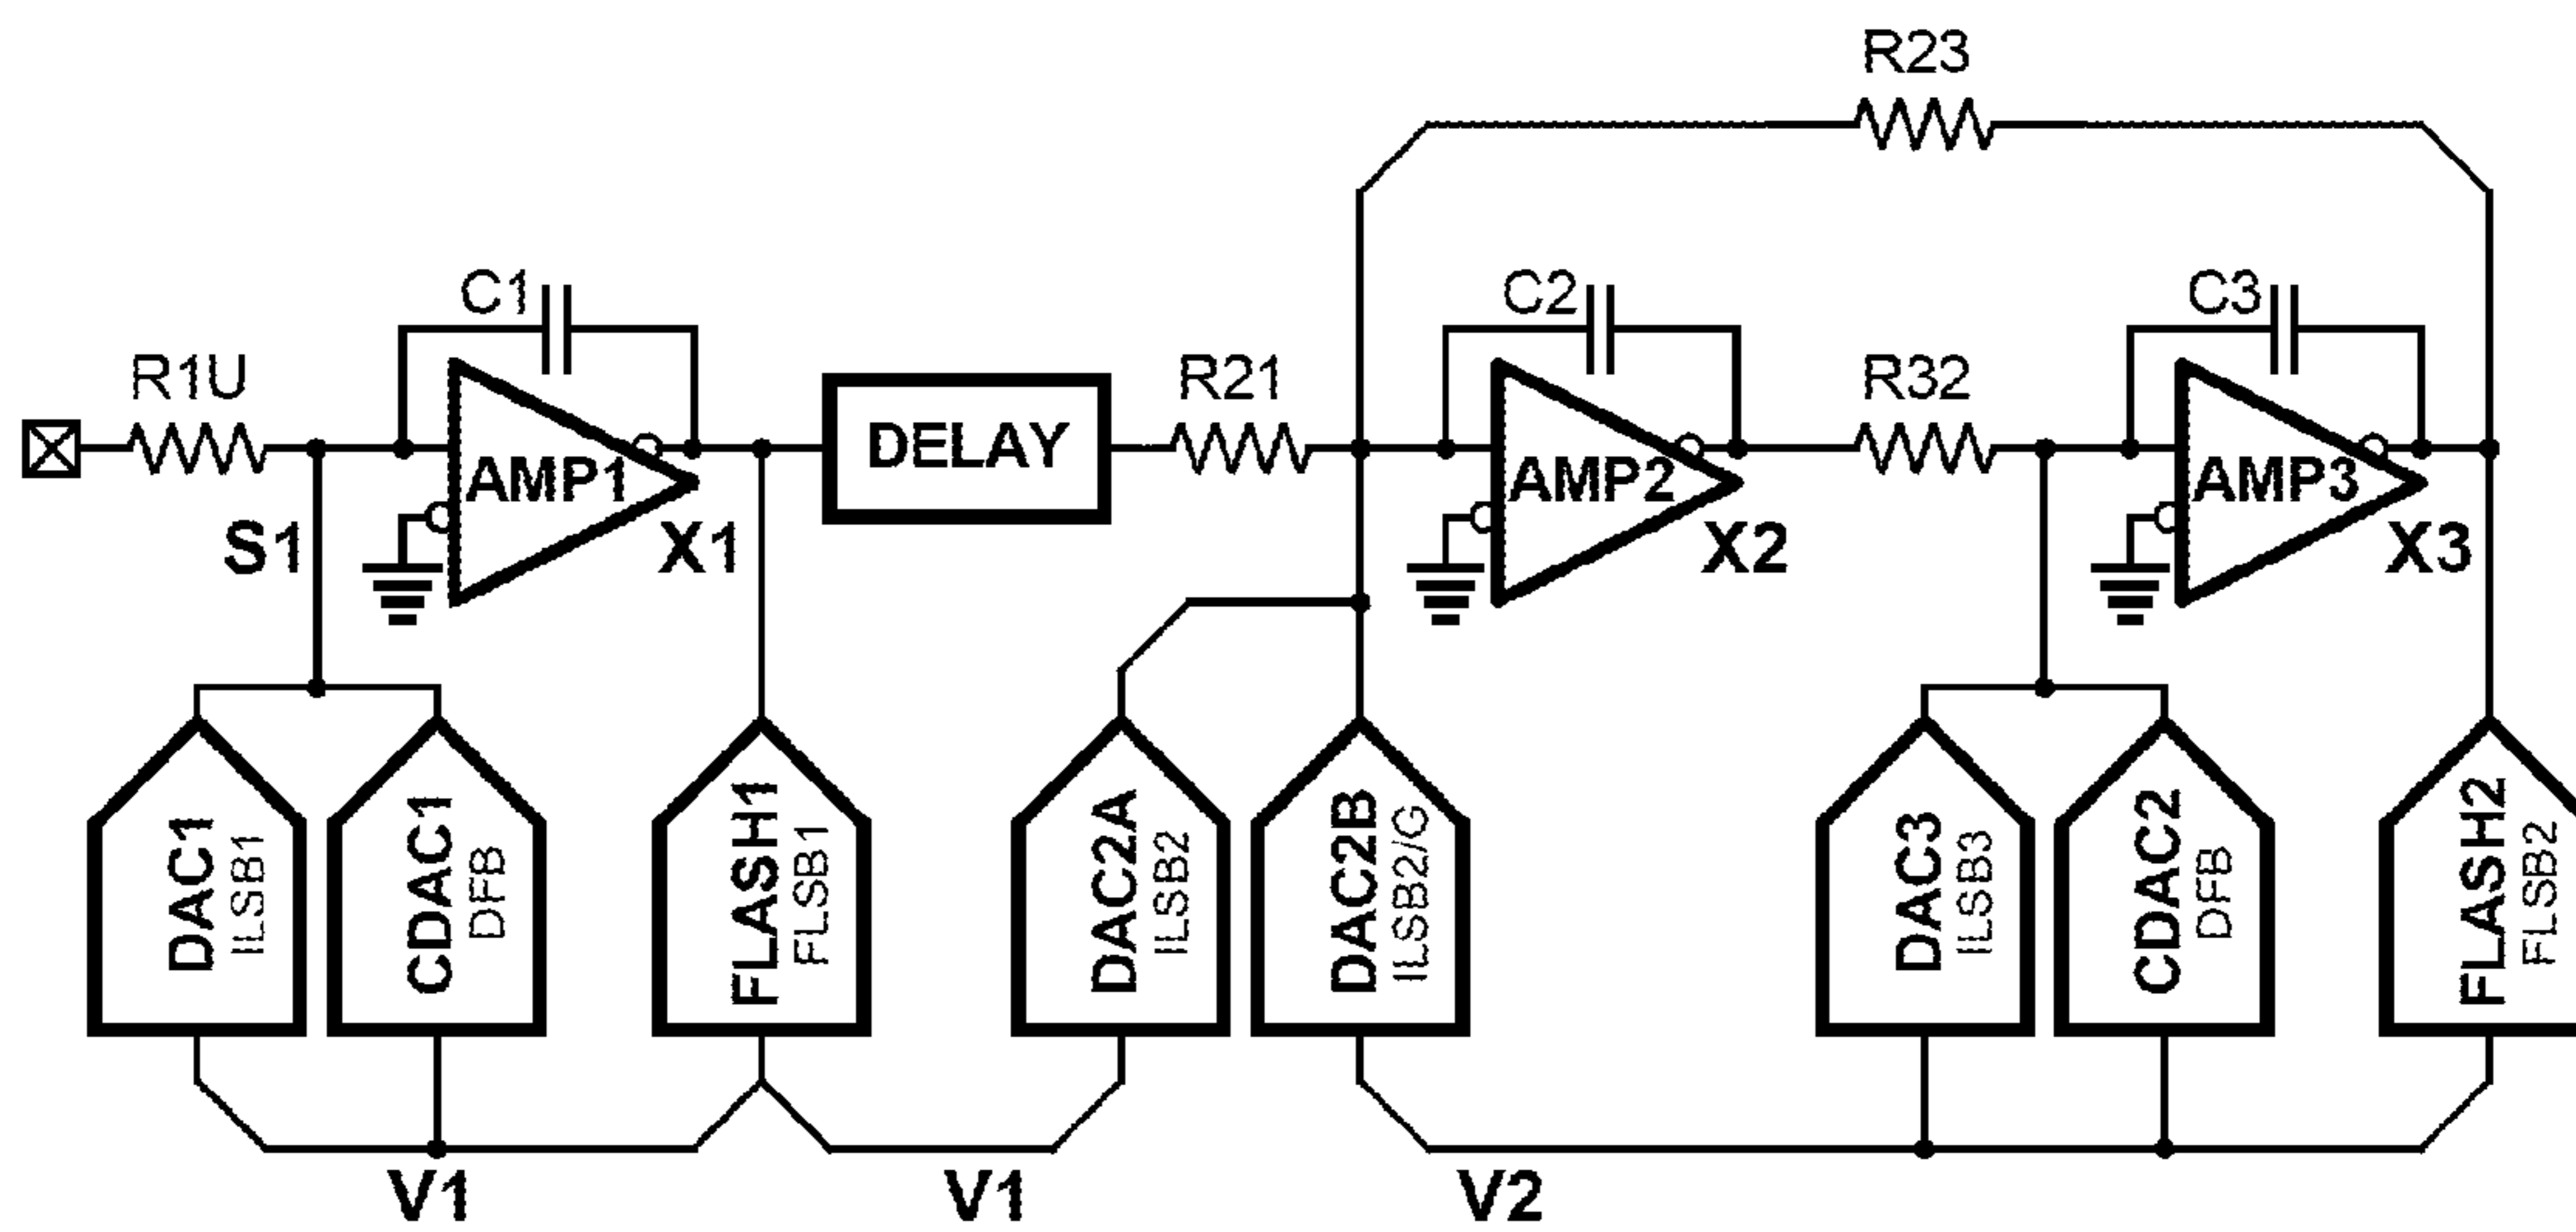 R23
C1
C2
C3
R1U
R21
R32
DELAY
AMP1
AMP2
AMP3
S1
X1
X2
X3
DAC1
ILSB1
CDAC1
DFB
FLASH1
FLSB1
DAC2A
ILSB2
DAC2B
ILSB2/G
DAC3
ILSB3
CDAC2
DFB
FLASH2
FLSB2
V1
V1
V2